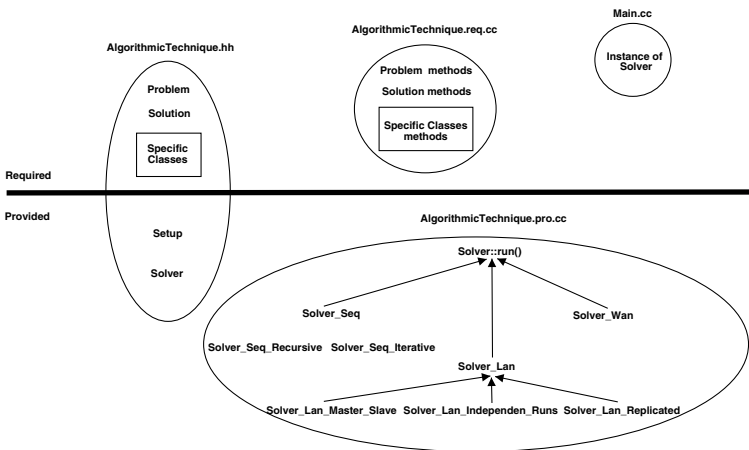 Main.cc
AlgorithmicTechnique.req.cc
AlgorithmicTechnique.hh
Instance of
Solver
Problem methods
Solution methods
Specific Classes
methods
Problem
Solution
Specific
Classes
Required
Provided
Setup
Solver
AlgorithmicTechnique.pro.cc
Solver::run()
Solver_Seq
Solver_Wan
Solver_Seq_Recursive Solver_Seq_Iterative
Solver_Lan
Solver_Lan_Master_Slave Solver_Lan_Independen_Runs Solver_Lan_Replicated